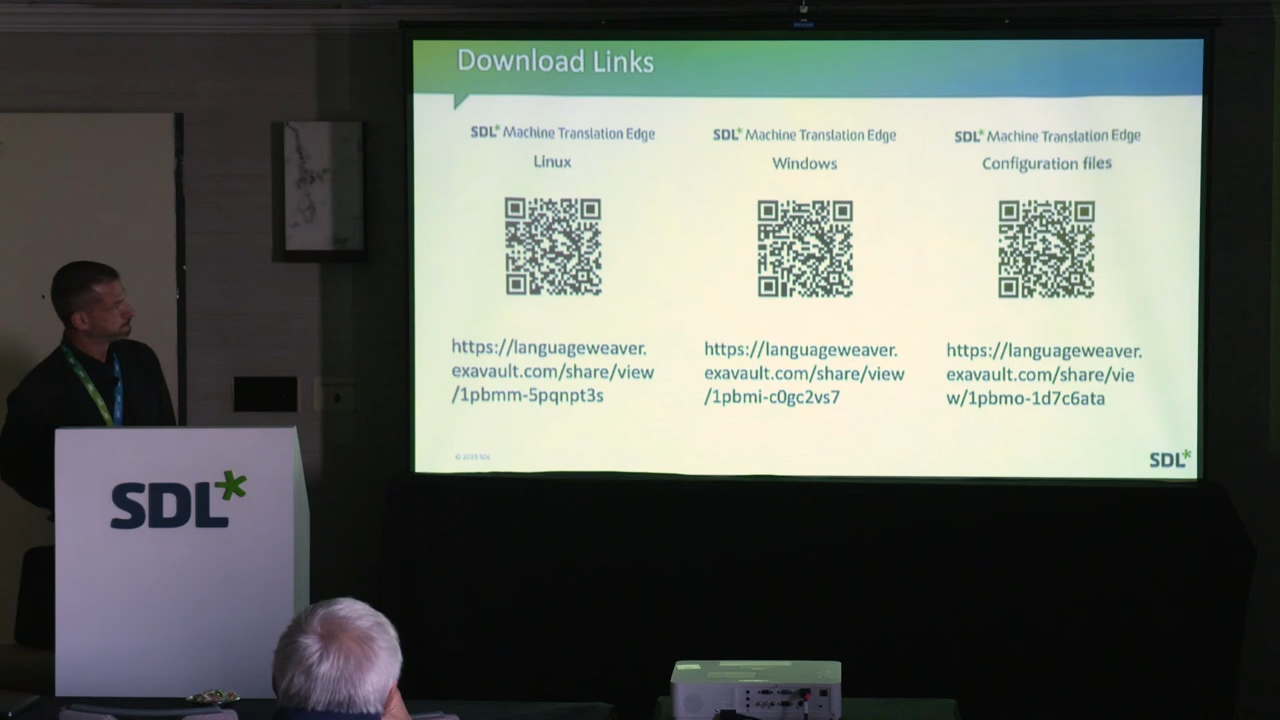 Download Links
SDL* Machine Translation Edge
Linux
SDL* Machine Translation Edge
Windows
SDL* Machine Translation Edge
Configuration files
https://languageweaver.
exavault.com/share/view
/1pbmm-5pqnpt3s
https://languageweaver.
exavault.com/share/view
/1pbmi-c0gc2vs7
https://languageweaver.
exavault.com/share/vie
w/1pbmo-1d7c6ata
SDL*
SDL*